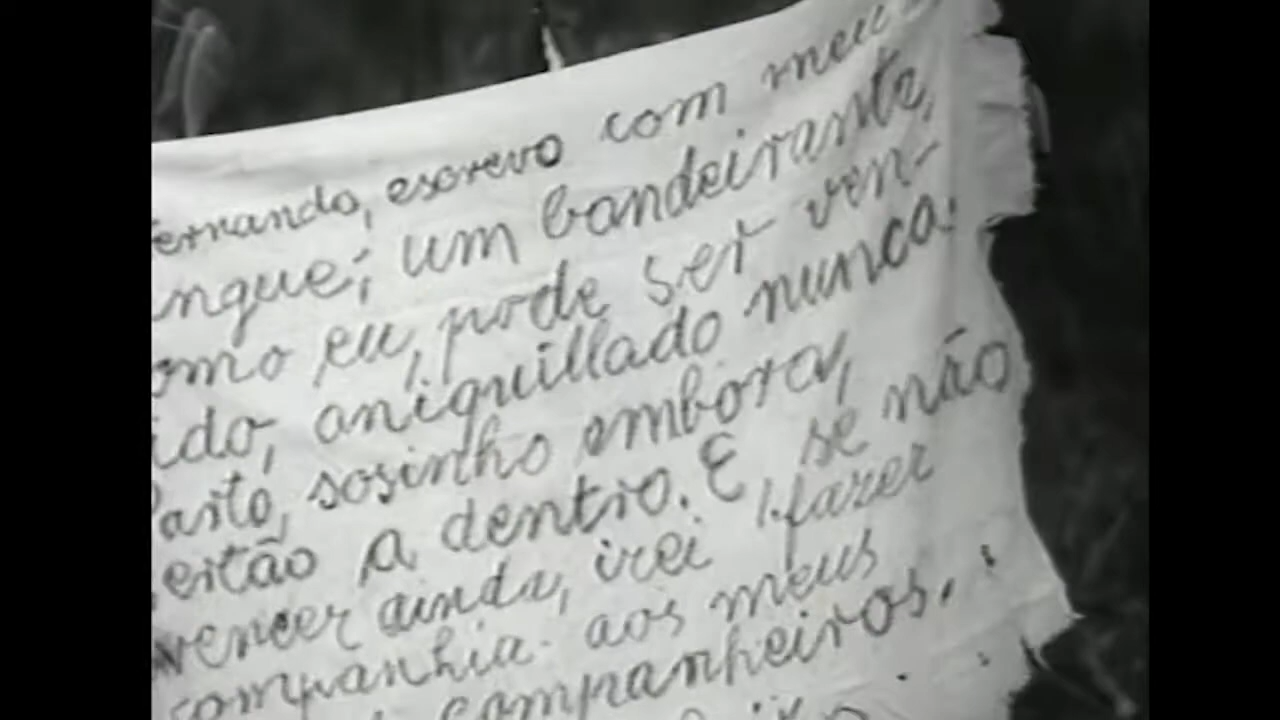 ernando, escrevo com meu
ngue; um bandeirante,
omo eu, pode ser ven-
ido, aniquillado nunca.
Parto, sosinho embora,
ertão a dentro. E se não
vencer ainda, irei fazer
companhia aos meus
companheiros.